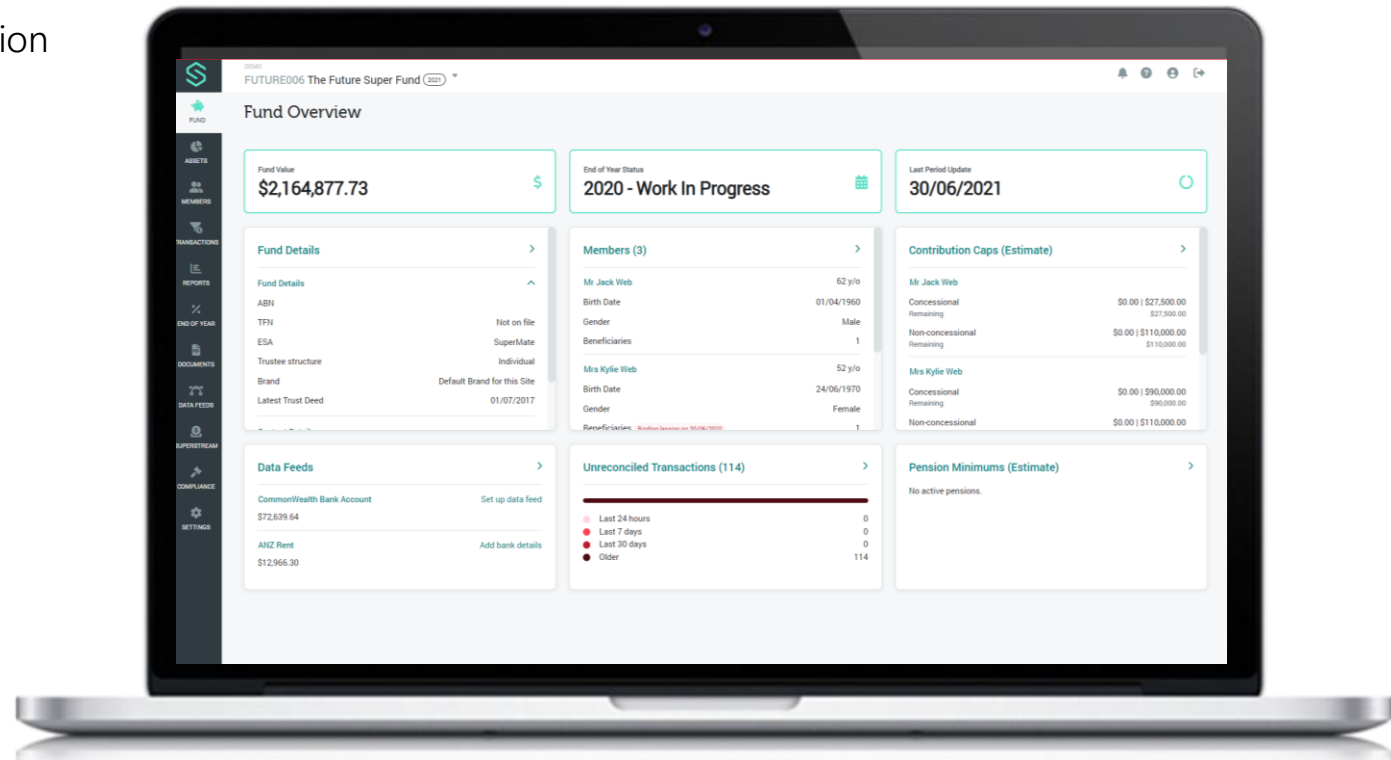 ion
DEMO
FUTURE006 The Future Super Fund 2021
Fund Overview
FUND
ASSETS
MEMBERS
TRANSACTIONS
REPORTS
END OF YEAR
DOCUMENTS
DATA FEEDS
SUPERSTREAM
COMPLIANCE
SETTINGS
Fund Value
$2,164,877.73 $
End of Year Status
2020 - Work In Progress
Last Period Update
30/06/2021
Fund Details
Fund Details
ABN
TFN Not on file
ESA SuperMate
Trustee structure Individual
Brand Default Brand for this Site
Latest Trust Deed 01/07/2017
Members (3)
Mr Jack Web 62 y/o
Birth Date 01/04/1960
Gender Male
Beneficiaries 1
Mrs Kylie Web 52 y/o
Birth Date 24/06/1970
Gender Female
Beneficiaries 1
Contribution Caps (Estimate)
Mr Jack Web
Concessional $0.00 | $27,500.00
Remaining $27,500.00
Non-concessional $0.00 | $110,000.00
Remaining $110,000.00
Mrs Kylie Web
Concessional $0.00 | $90,000.00
Remaining $90,000.00
Non-concessional $0.00 | $110,000.00
Data Feeds
CommonWealth Bank Account Set up data feed
$72,639.64
ANZ Rent Add bank details
$12,966.30
Unreconciled Transactions (114)
Last 24 hours 0
Last 7 days 0
Last 30 days 0
Older 114
Pension Minimums (Estimate)
No active pensions.